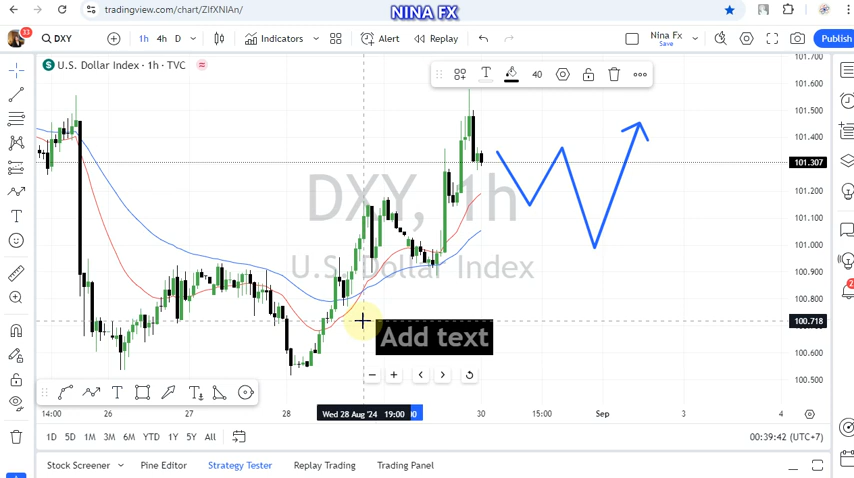 tradingview.com/chart/ZIfXNIAn/
NINA FX
33
DXY
1h 4h D
Indicators
Alert
Replay
Nina Fx
Save
Publish
U.S. Dollar Index · 1h · TVC
40
101.700
101.600
101.500
101.400
101.307
101.200
101.100
101.000
100.900
100.800
100.718
100.600
100.500
DXY, 1h
U.S. Dollar Index
Add text
14:00 26 27 28 Wed 28 Aug '24 19:00 30 15:00 Sep 3 4
1D 5D 1M 3M 6M YTD 1Y 5Y All
00:39:42 (UTC+7)
Stock Screener Pine Editor Strategy Tester Replay Trading Trading Panel